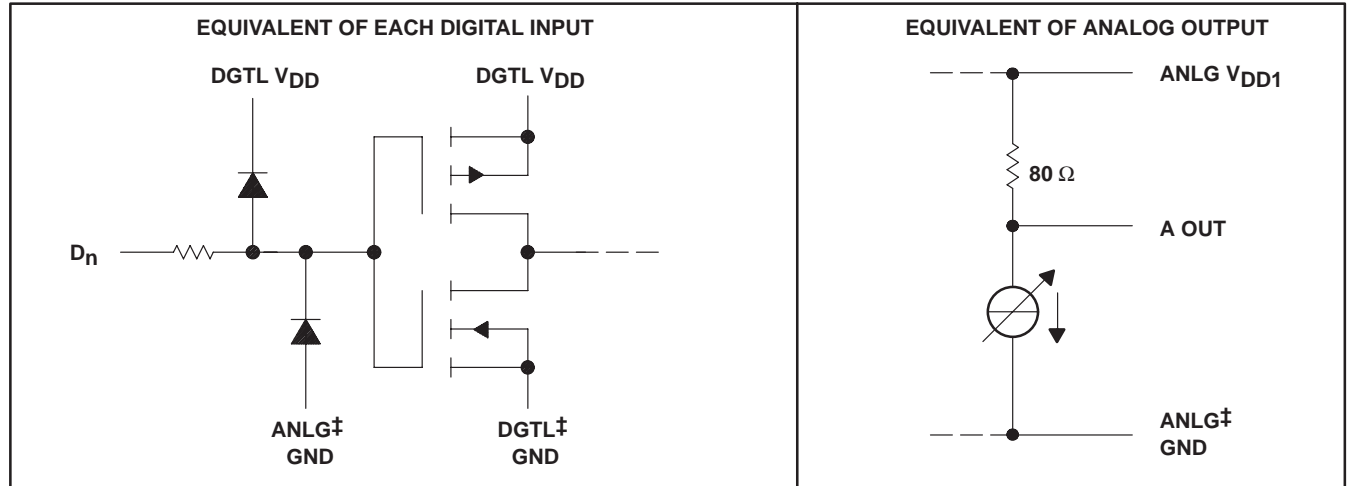 EQUIVALENT OF EACH DIGITAL INPUT
DGTL VDD
DGTL VDD
Dn
ANLG‡
GND
DGTL‡
GND
EQUIVALENT OF ANALOG OUTPUT
ANLG VDD1
80 Ω
A OUT
ANLG‡
GND